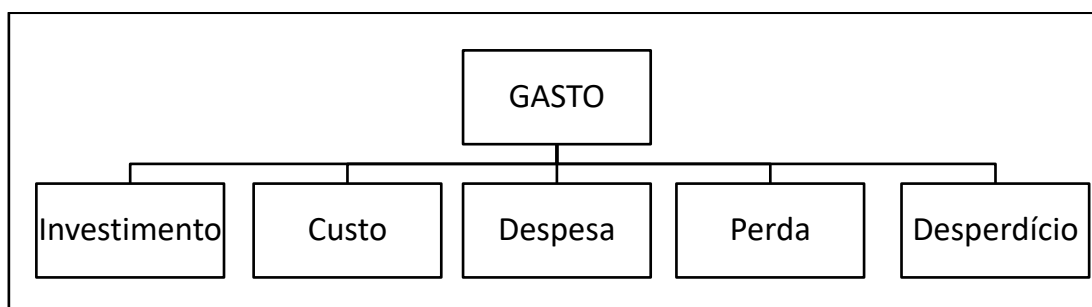 GASTO
Investimento
Custo
Despesa
Perda
Desperdício